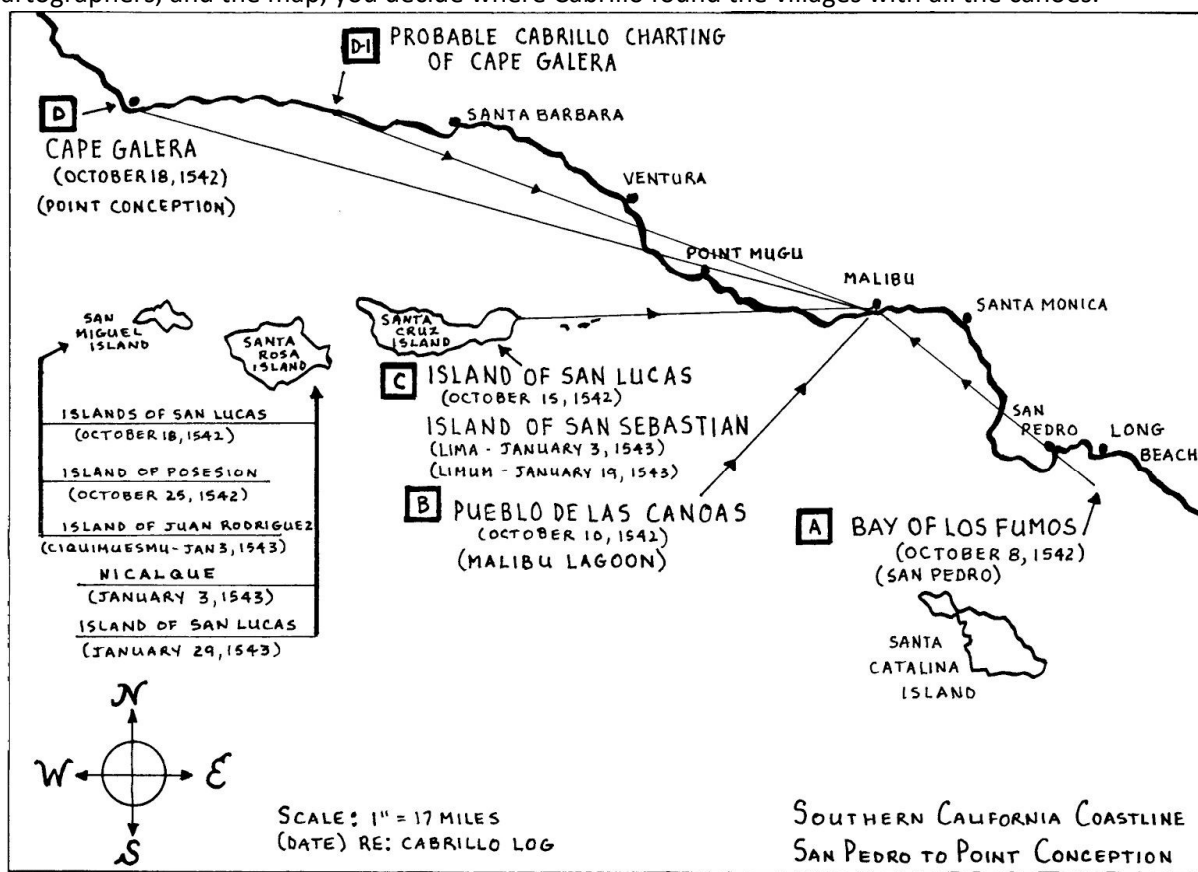 artographers, and the map, you decide where Cabrillo found the villages with all the canoes.
D-1 PROBABLE CABRILLO CHARTING
OF CAPE GALERA
D
CAPE GALERA
(OCTOBER 18, 1542)
(POINT CONCEPTION)
SANTA BARBARA
VENTURA
POINT MUGU
MALIBU
SANTA MONICA
SAN
PEDRO
LONG
BEACH
SAN
MIGUEL
ISLAND
SANTA
ROSA
ISLAND
SANTA
CRUZ
ISLAND
C ISLAND OF SAN LUCAS
(OCTOBER 15, 1542)
ISLAND OF SAN SEBASTIAN
(LIMA - JANUARY 3, 1543)
(LIMUM - JANUARY 19, 1543)
B PUEBLO DE LAS CANOAS
(OCTOBER 10, 1542)
(MALIBU LAGOON)
A BAY OF LOS FUMOS
(OCTOBER 8, 1542)
(SAN PEDRO)
SANTA
CATALINA
ISLAND
ISLANDS OF SAN LUCAS
(OCTOBER 18, 1542)
ISLAND OF POSESION
(OCTOBER 25, 1542)
ISLAND OF JUAN RODRIGUEZ
(CIQUIMUESMU - JAN 3, 1543)
NICALQUE
(JANUARY 3, 1543)
ISLAND OF SAN LUCAS
(JANUARY 29, 1543)
N
W E
S
SCALE: 1" = 17 MILES
(DATE) RE: CABRILLO LOG
SOUTHERN CALIFORNIA COASTLINE
SAN PEDRO TO POINT CONCEPTION